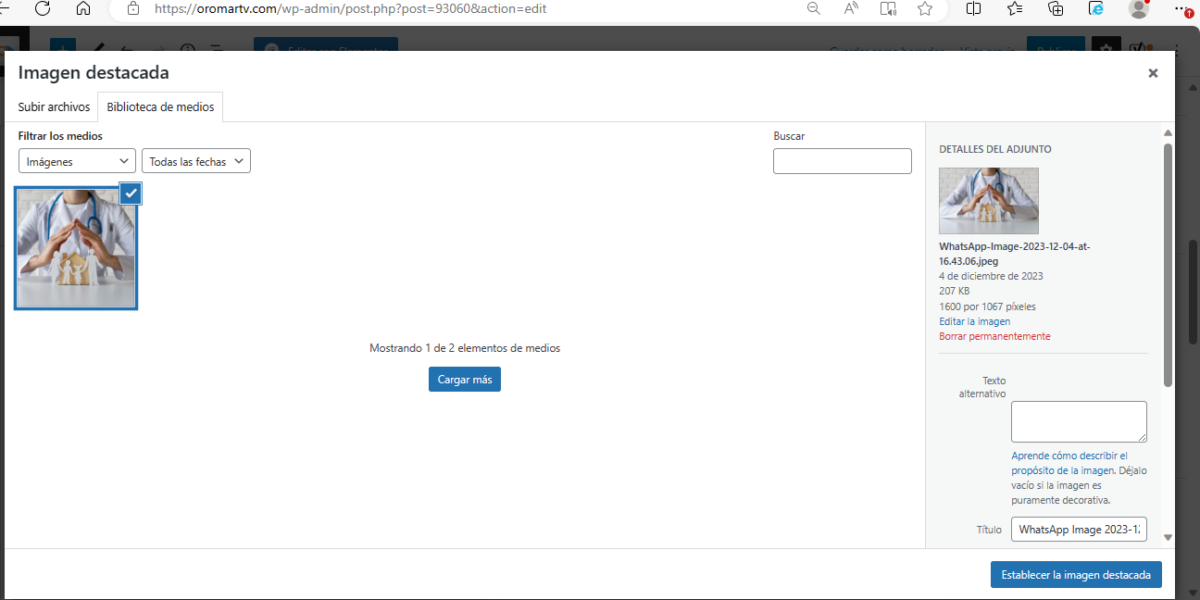 https://oromartv.com/wp-admin/post.php?post=93060&action=edit
Imagen destacada
Subir archivos
Biblioteca de medios
Filtrar los medios
Imágenes
Todas las fechas
Buscar
Mostrando 1 de 2 elementos de medios
Cargar más
DETALLES DEL ADJUNTO
WhatsApp-Image-2023-12-04-at-
16.43.06.jpeg
4 de diciembre de 2023
207 KB
1600 por 1067 píxeles
Editar la imagen
Borrar permanentemente
Texto
alternativo
Aprende cómo describir el
propósito de la imagen. Déjalo
vacío si la imagen es
puramente decorativa.
Título
WhatsApp Image 2023-12
Establecer la imagen destacada